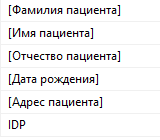 [Фамилия пациента]
[Имя пациента]
[Отчество пациента]
[Дата рождения]
[Адрес пациента]
IDP